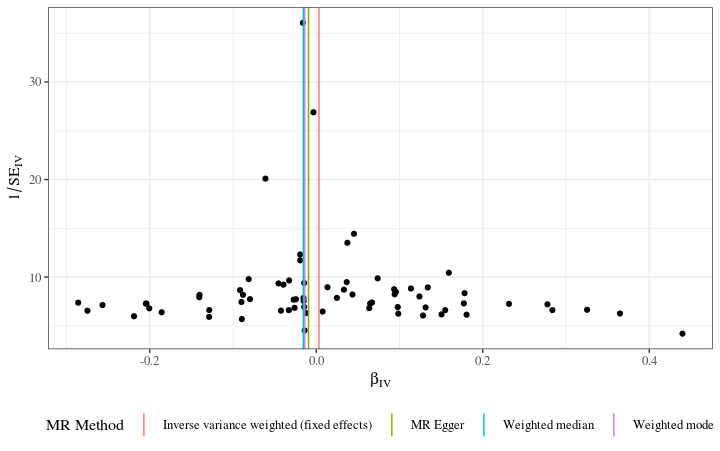 30
20
10
1/SE_IV
-0.2
0.0
0.2
0.4
β_IV
MR Method
Inverse variance weighted (fixed effects)
MR Egger
Weighted median
Weighted mode